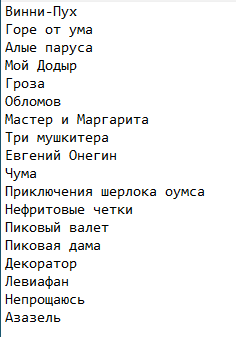 Винни-Пух
Горе от ума
Алые паруса
Мой Додыр
Гроза
Обломов
Мастер и Маргарита
Три мушкитера
Евгений Онегин
Чума
Приключения шерлока оумса
Нефритовые четки
Пиковый валет
Пиковая дама
Декоратор
Левиафан
Непрощаюсь
Азазель